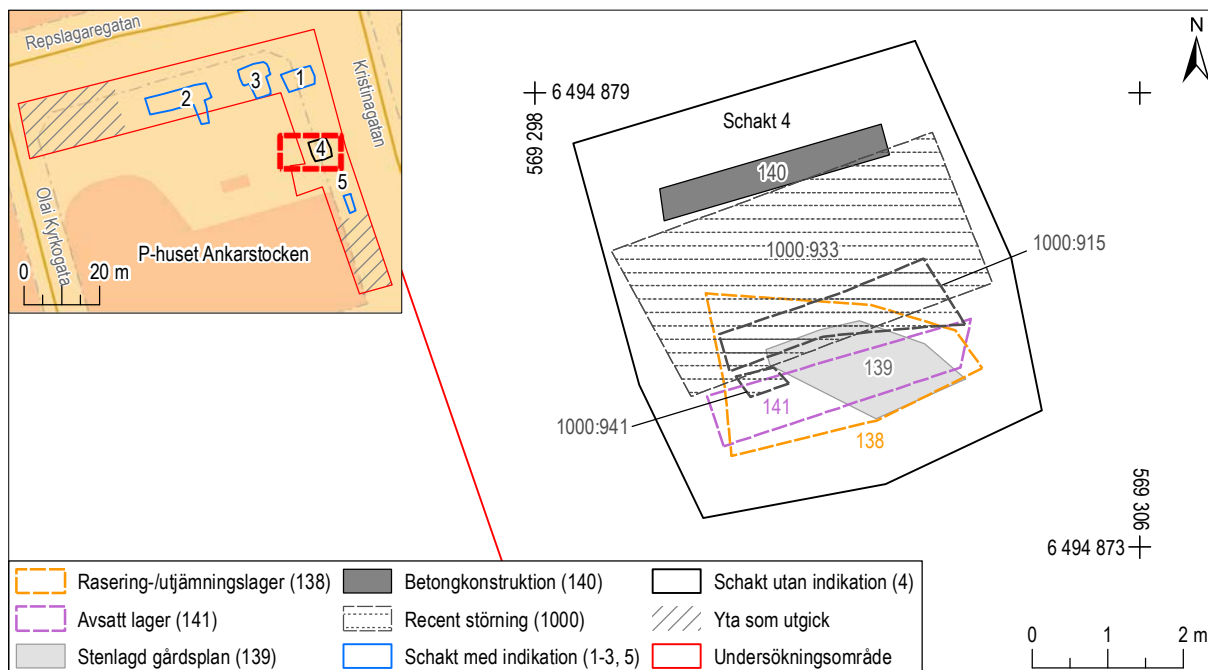 Repslagaregatan
Kristinagatan
Olai Kyrkogata
1
2
3
4
5
P-huset Ankarstocken
0
20 m
N
6 494 879
569 298
Schakt 4
140
1000:933
1000:915
139
141
1000:941
138
569 306
6 494 873
Rasering-/utjämningslager (138)
Betongkonstruktion (140)
Schakt utan indikation (4)
Avsatt lager (141)
Recent störning (1000)
Yta som utgick
Stenlagd gårdsplan (139)
Schakt med indikation (1-3, 5)
Undersökningsområde
0
1
2 m